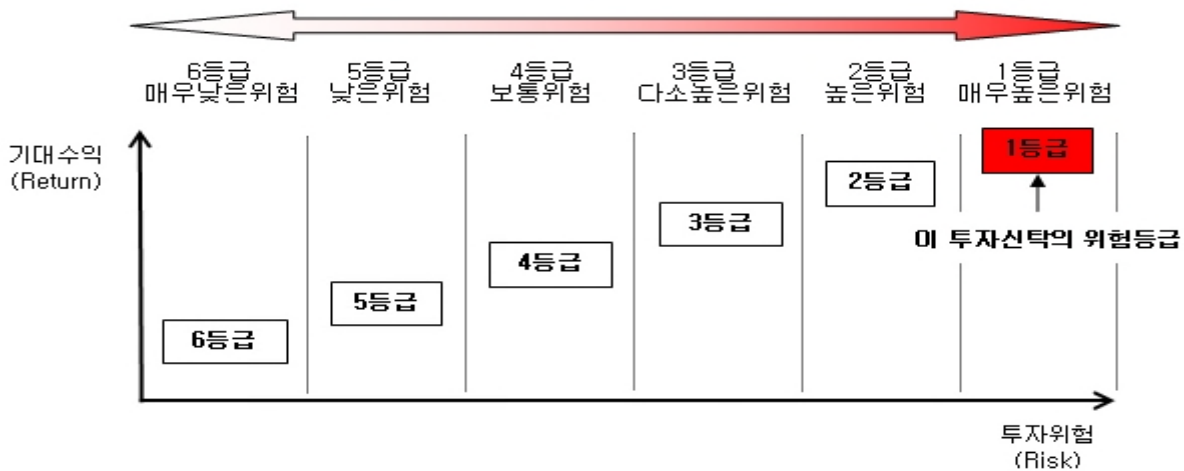 6등급 5등급 4등급 3등급 2등급 1등급
매우낮은위험 낮은위험 보통위험 다소높은위험 높은위험 매우높은위험
기대수익
(Return)
1등급
2등급
3등급
이 투자신탁의 위험등급
4등급
5등급
6등급
투자위험
(Risk)